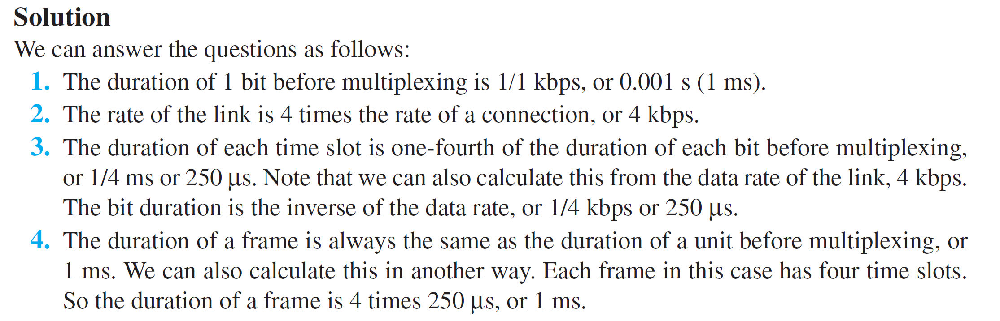 Solution
We can answer the questions as follows:
1. The duration of 1 bit before multiplexing is 1/1 kbps, or 0.001 s (1 ms).
2. The rate of the link is 4 times the rate of a connection, or 4 kbps.
3. The duration of each time slot is one-fourth of the duration of each bit before multiplexing,
or 1/4 ms or 250 μs. Note that we can also calculate this from the data rate of the link, 4 kbps.
The bit duration is the inverse of the data rate, or 1/4 kbps or 250 μs.
4. The duration of a frame is always the same as the duration of a unit before multiplexing, or
1 ms. We can also calculate this in another way. Each frame in this case has four time slots.
So the duration of a frame is 4 times 250 μs, or 1 ms.